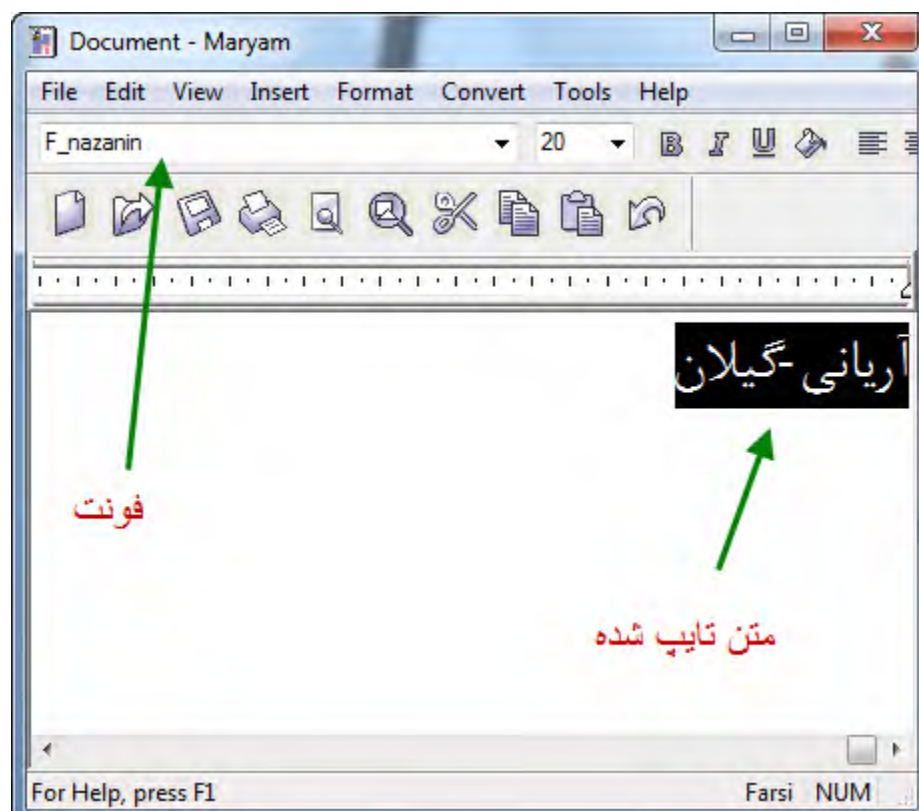 Document - Maryam
File Edit View Insert Format Convert Tools Help
F_nazanin 20 B I U
آریانی -گیلان
فونت
متن تایپ شده
For Help, press F1 Farsi NUM